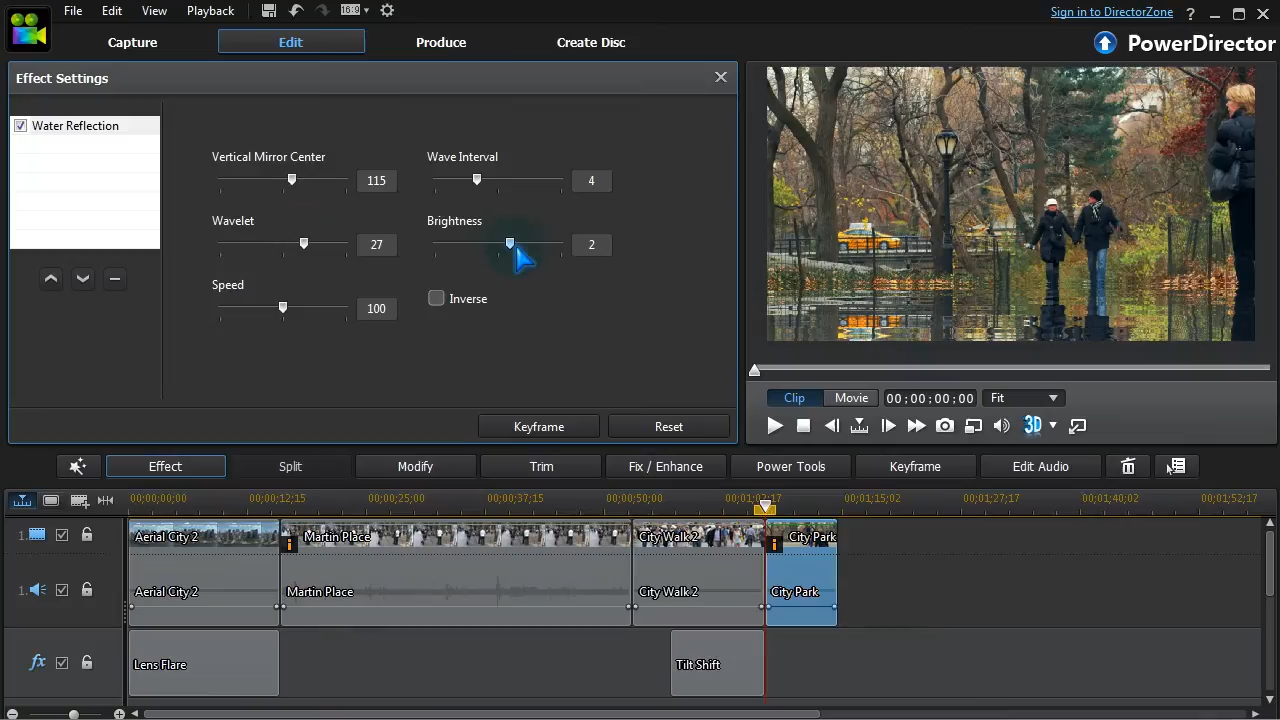 File Edit View Playback 16:9 Sign in to DirectorZone ?
Capture Edit Produce Create Disc PowerDirector
Effect Settings
Water Reflection
Vertical Mirror Center Wave Interval
115 4
Wavelet Brightness
27 2
Speed
100 Inverse
Keyframe Reset
Clip Movie 00;00;00;00 Fit
3D
Effect Split Modify Trim Fix / Enhance Power Tools Keyframe Edit Audio
00;00;00;00 00;00;12;15 00;00;25;00 00;00;37;15 00;00;50;00 00;01;02;17 00;01;15;02 00;01;27;17 00;01;40;02 00;01;52;17
1. Aerial City 2 i Martin Place City Walk 2 i City Park
1. Aerial City 2 Martin Place City Walk 2 City Park
fx Lens Flare Tilt Shift